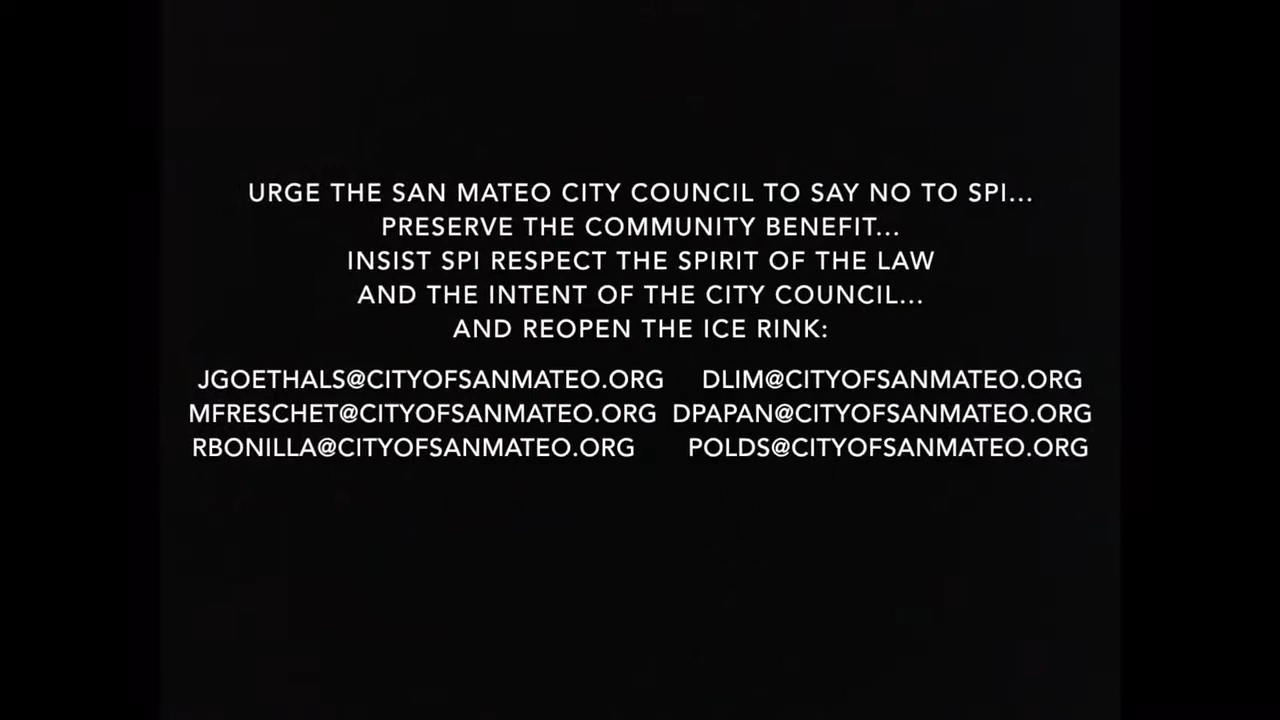 URGE THE SAN MATEO CITY COUNCIL TO SAY NO TO SPI...
PRESERVE THE COMMUNITY BENEFIT...
INSIST SPI RESPECT THE SPIRIT OF THE LAW
AND THE INTENT OF THE CITY COUNCIL...
AND REOPEN THE ICE RINK:
JGOETHALS@CITYOFSANMATEO.ORG DLIM@CITYOFSANMATEO.ORG
MFRESCHET@CITYOFSANMATEO.ORG DPAPAN@CITYOFSANMATEO.ORG
RBONILLA@CITYOFSANMATEO.ORG POLDS@CITYOFSANMATEO.ORG